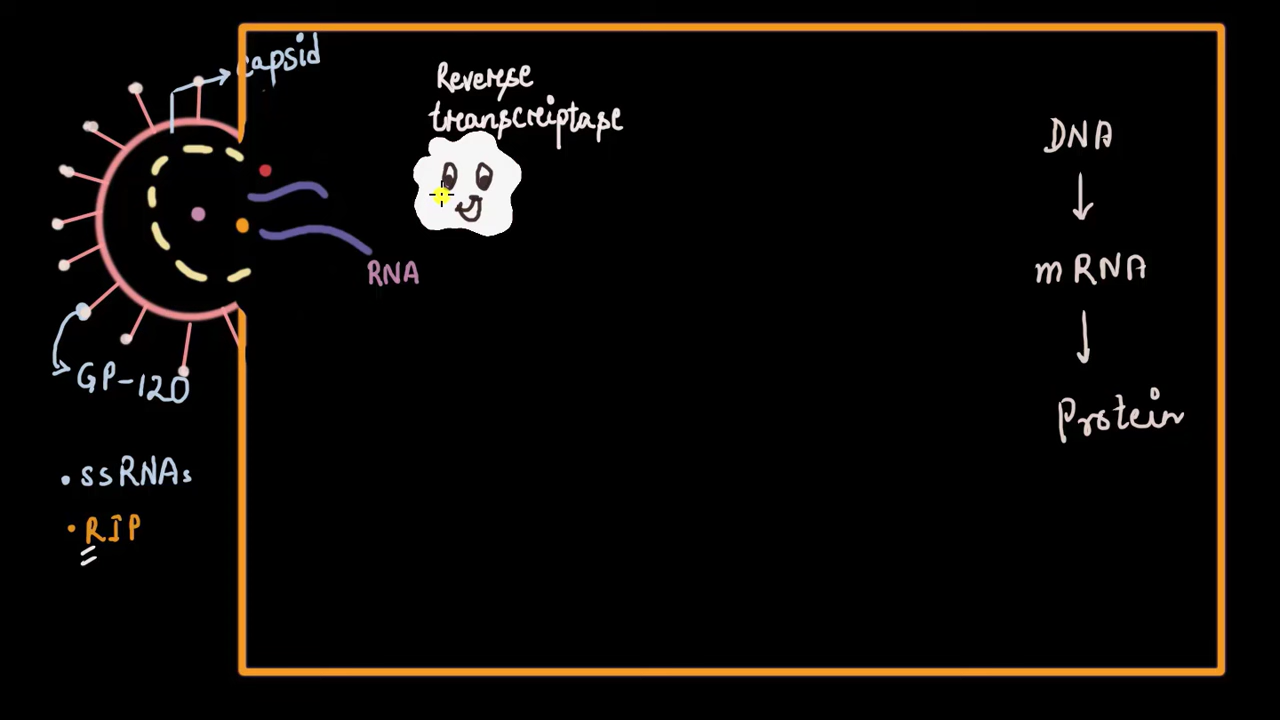 capsid
Reverse
transcriptase
DNA
mRNA
Protein
RNA
GP-120
• ssRNAs
• RIP